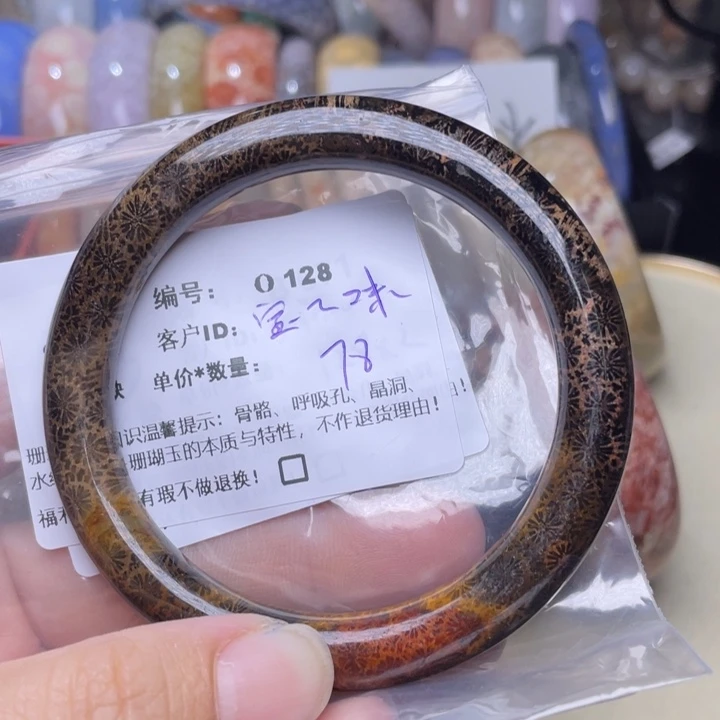 编号： O 128
客户ID：宝
单价*数量： 78
识温馨提示：骨骼、呼吸孔、晶洞、
珊瑚玉的本质与特性，不作退货理由！
有瑕不做退换！